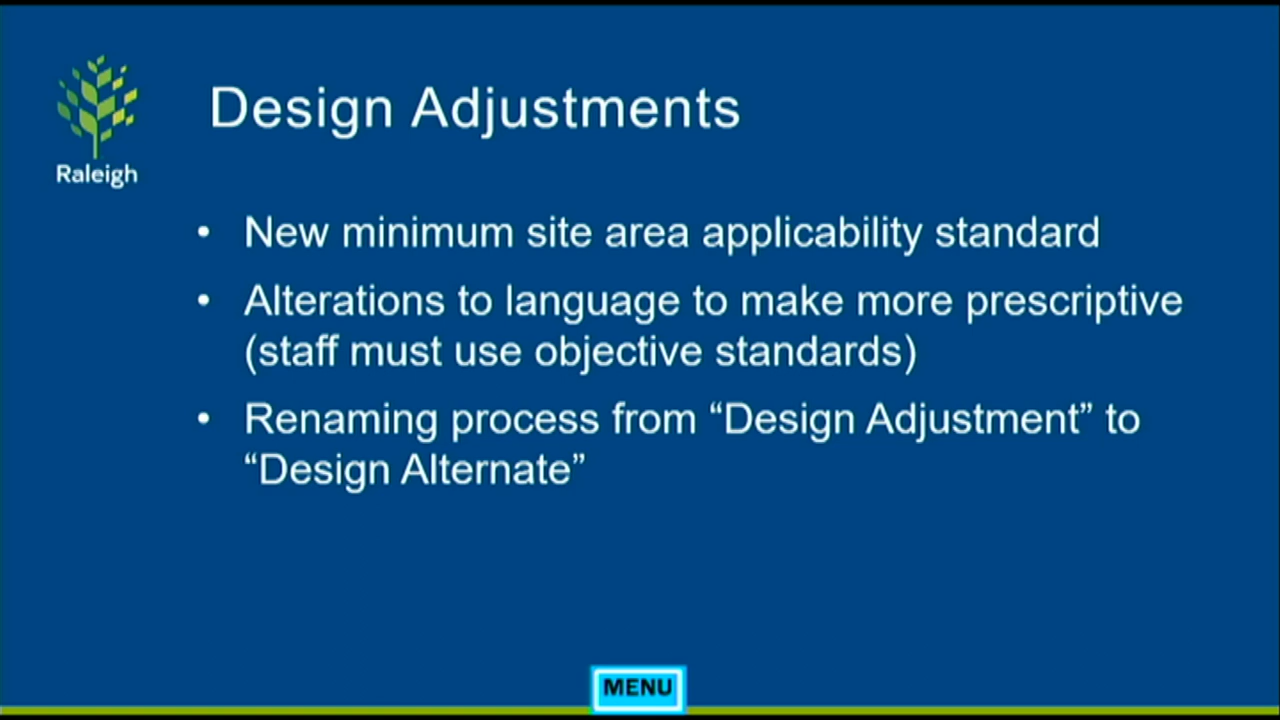 Design Adjustments
Raleigh
• New minimum site area applicability standard
• Alterations to language to make more prescriptive
(staff must use objective standards)
• Renaming process from “Design Adjustment” to
“Design Alternate”
MENU